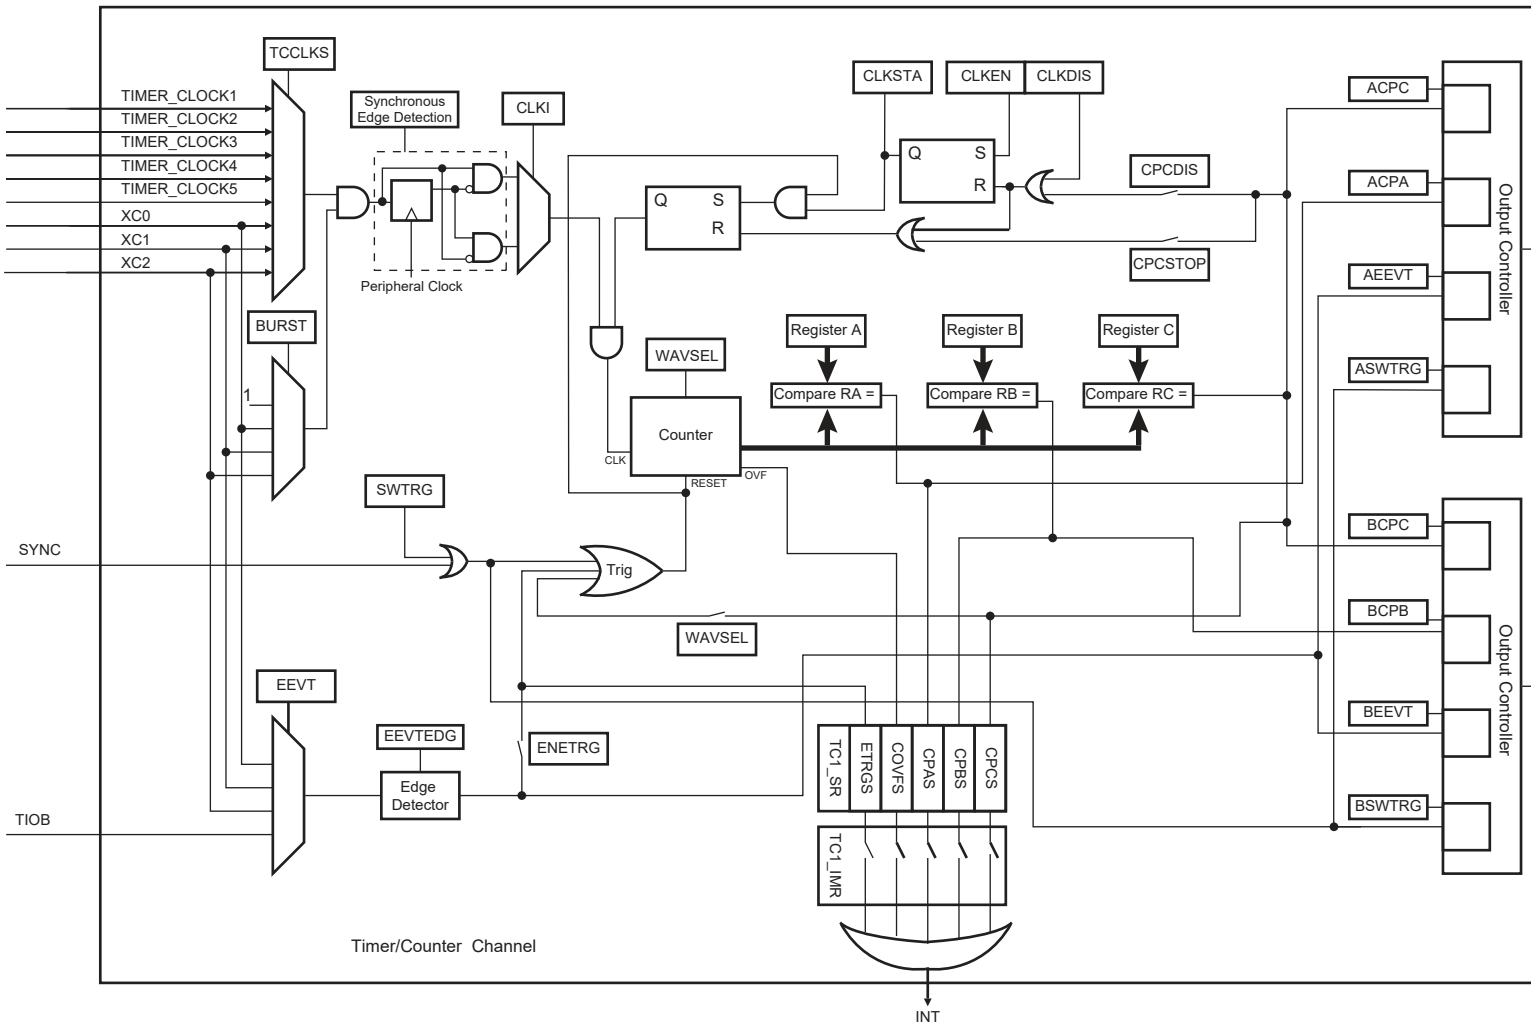 TCCLKS
TIMER_CLOCK1
TIMER_CLOCK2
TIMER_CLOCK3
TIMER_CLOCK4
TIMER_CLOCK5
XC0
XC1
XC2
Synchronous
Edge Detection
CLKI
Peripheral Clock
BURST
1
CLKSTA
CLKEN
CLKDIS
Q
S
R
Q
S
R
CPCDIS
CPCSTOP
Register A
Register B
Register C
Compare RA =
Compare RB =
Compare RC =
WAVSEL
Counter
CLK
RESET
OVF
SWTRG
SYNC
Trig
WAVSEL
EEVT
EEVTEDG
Edge
Detector
ENETRG
TIOB
TC1_SR
ETRGS
COVFS
CPAS
CPBS
CPCS
TC1_IMR
INT
Timer/Counter Channel
ACPC
ACPA
AEEVT
ASWTRG
Output Controller
BCPC
BCPB
BEEVT
BSWTRG
Output Controller